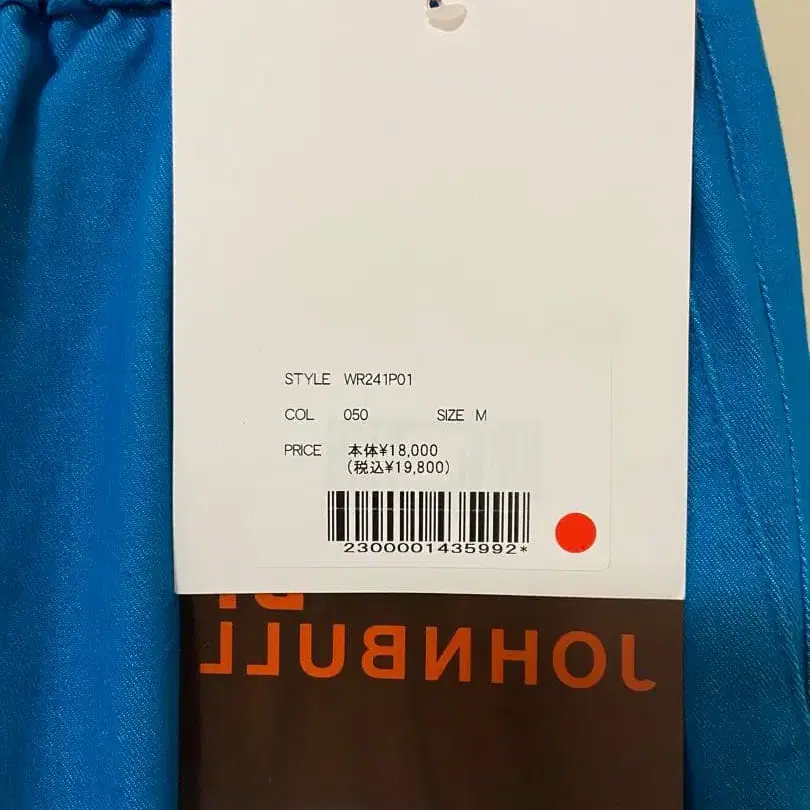 STYLE WR241P01
COL 050 SIZE M
PRICE 本体¥18,000
(税込¥19,800)
2300001435992*
JOHNBULL